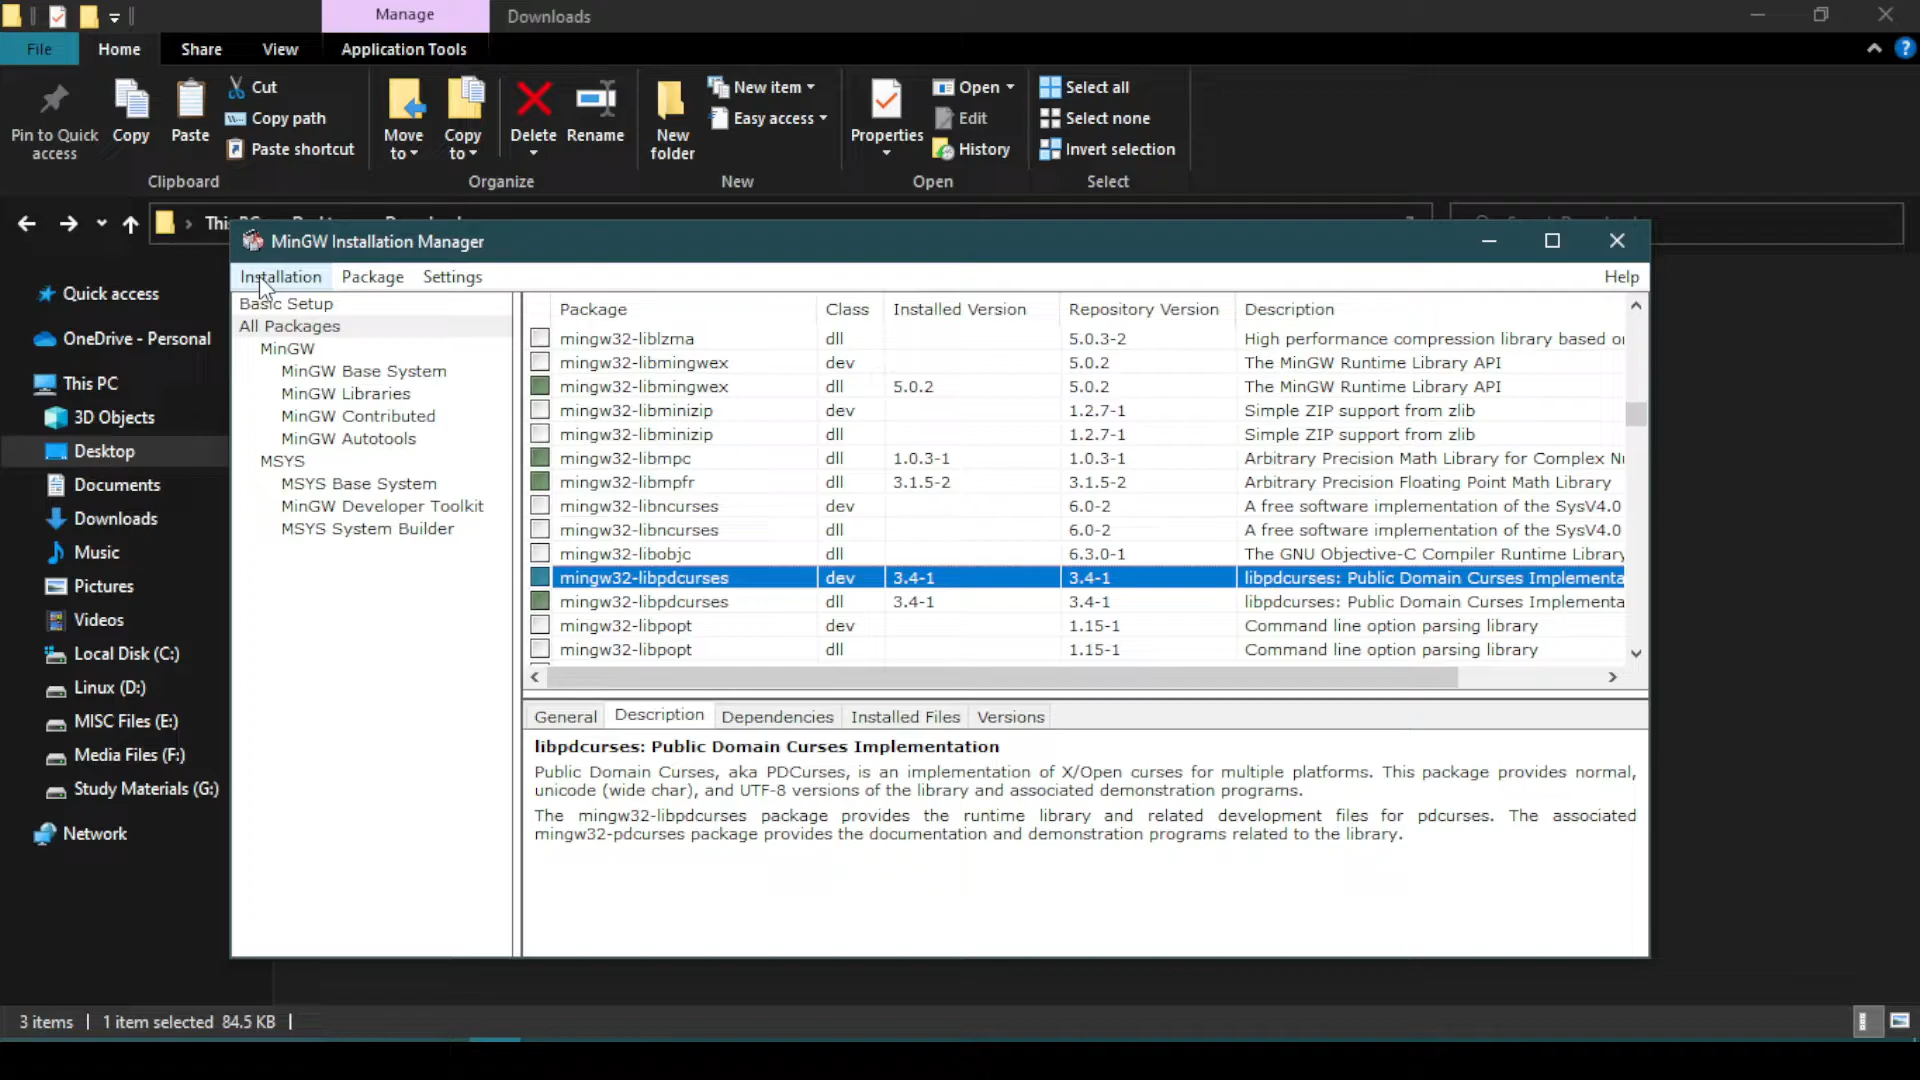 Manage Downloads
File Home Share View Application Tools
Pin to Quick access
Copy
Paste
Cut
Copy path
Paste shortcut
Clipboard
Move to
Copy to
Delete
Rename
Organize
New folder
New item
Easy access
New
Properties
Open
Edit
History
Open
Select all
Select none
Invert selection
Select
Quick access
OneDrive - Personal
This PC
3D Objects
Desktop
Documents
Downloads
Music
Pictures
Videos
Local Disk (C:)
Linux (D:)
MISC Files (E:)
Media Files (F:)
Study Materials (G:)
Network
MinGW Installation Manager
Installation Package Settings Help
Basic Setup
All Packages
MinGW
MinGW Base System
MinGW Libraries
MinGW Contributed
MinGW Autotools
MSYS
MSYS Base System
MinGW Developer Toolkit
MSYS System Builder
Package Class Installed Version Repository Version Description
mingw32-liblzma dll 5.0.3-2 High performance compression library based
mingw32-libmingwex dev 5.0.2 The MinGW Runtime Library API
mingw32-libmingwex dll 5.0.2 5.0.2 The MinGW Runtime Library API
mingw32-libminizip dev 1.2.7-1 Simple ZIP support from zlib
mingw32-libminizip dll 1.2.7-1 Simple ZIP support from zlib
mingw32-libmpc dll 1.0.3-1 1.0.3-1 Arbitrary Precision Math Library for Complex
mingw32-libmpfr dll 3.1.5-2 3.1.5-2 Arbitrary Precision Floating Point Math Library
mingw32-libncurses dev 6.0-2 A free software implementation of the SysV4.0
mingw32-libncurses dll 6.0-2 A free software implementation of the SysV4.0
mingw32-libobjc dll 6.3.0-1 The GNU Objective-C Compiler Runtime Library
mingw32-libpdcurses dev 3.4-1 3.4-1 libpdcurses: Public Domain Curses Implementa
mingw32-libpdcurses dll 3.4-1 3.4-1 libpdcurses: Public Domain Curses Implementa
mingw32-libpopt dev 1.15-1 Command line option parsing library
mingw32-libpopt dll 1.15-1 Command line option parsing library
General Description Dependencies Installed Files Versions
libpdcurses: Public Domain Curses Implementation
Public Domain Curses, aka PDCurses, is an implementation of X/Open curses for multiple platforms. This package provides normal,
unicode (wide char), and UTF-8 versions of the library and associated demonstration programs.
The mingw32-libpdcurses package provides the runtime library and related development files for pdcurses. The associated
mingw32-pdcurses package provides the documentation and demonstration programs related to the library.
3 items 1 item selected 84.5 KB